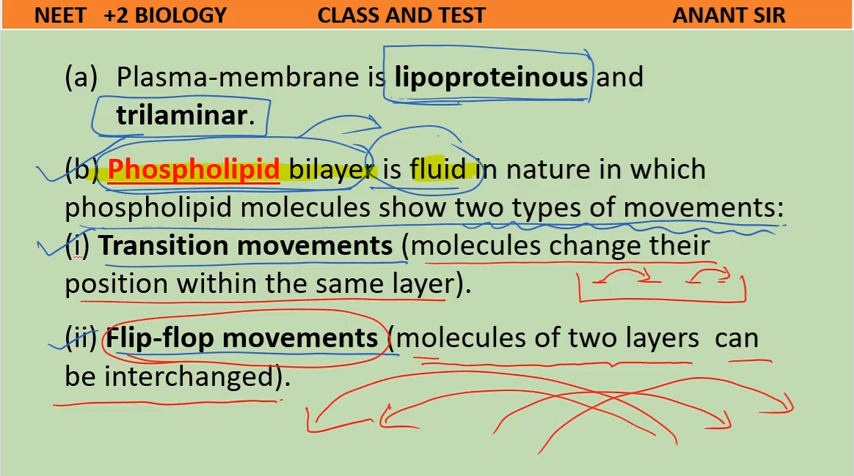 NEET +2 BIOLOGY CLASS AND TEST ANANT SIR
(a) Plasma-membrane is lipoproteinous and
trilaminar.
(b) Phospholipid bilayer is fluid in nature in which
phospholipid molecules show two types of movements:
(i) Transition movements (molecules change their
position within the same layer).
(ii) Flip-flop movements (molecules of two layers can
be interchanged).